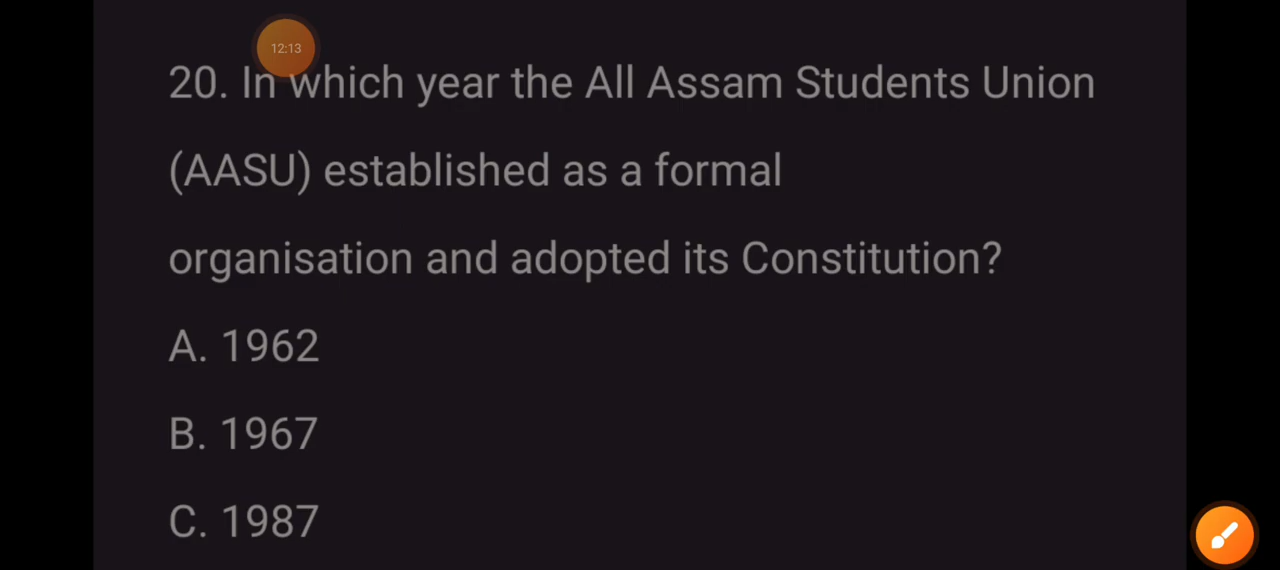 12:13
20. In which year the All Assam Students Union
(AASU) established as a formal
organisation and adopted its Constitution?
A. 1962
B. 1967
C. 1987